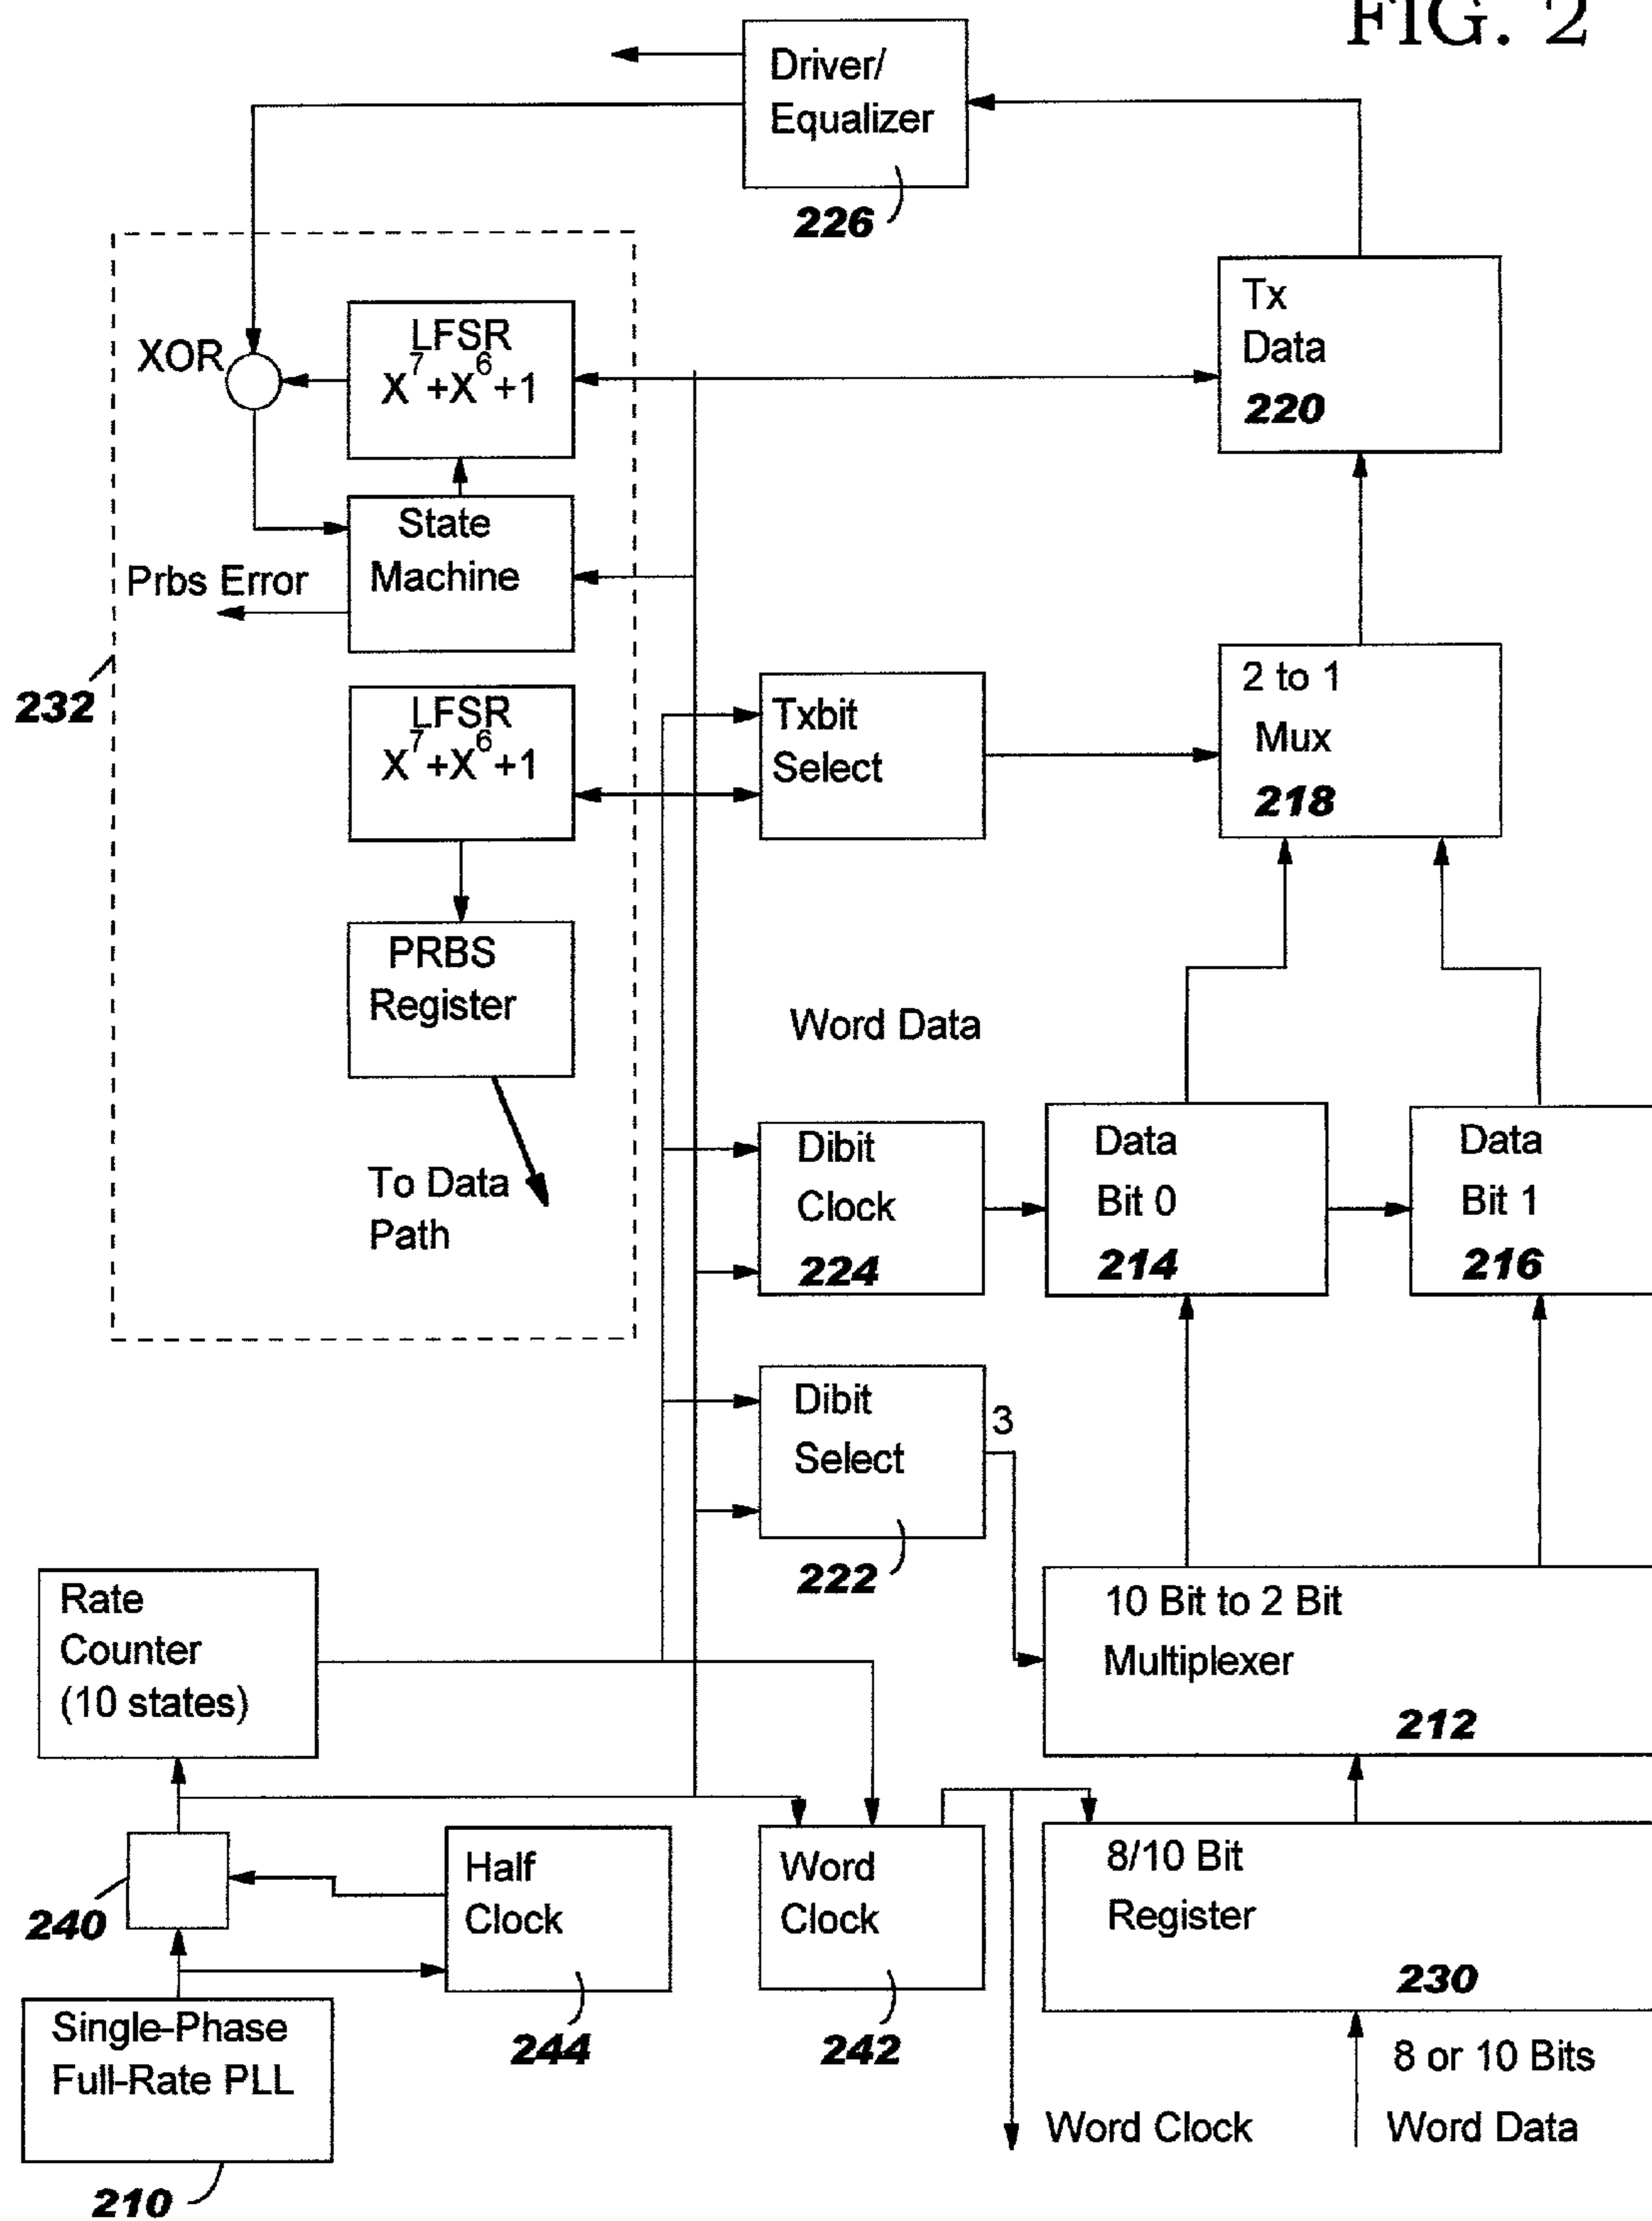 FIG. 2
Driver/
Equalizer
226
Tx
Data
220
XOR
LFSR
X⁷+X⁶+1
State
Machine
Prbs Error
232
LFSR
X⁷+X⁶+1
Txbit
Select
2 to 1
Mux
218
PRBS
Register
Word Data
To Data
Path
Dibit
Clock
224
Data
Bit 0
214
Data
Bit 1
216
Dibit
Select
3
222
Rate
Counter
(10 states)
10 Bit to 2 Bit
Multiplexer
212
240
Half
Clock
244
Word
Clock
242
8/10 Bit
Register
230
Single-Phase
Full-Rate PLL
210
8 or 10 Bits
Word Clock
Word Data